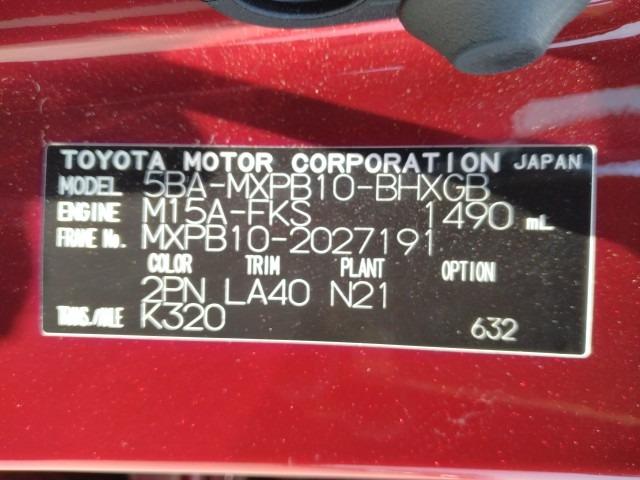 TOYOTA MOTOR CORPORATION JAPAN
MODEL 5BA-MXPB10-BHXGB
ENGINE M15A-FKS 1490 mL
FRAME No. MXPB10-2027191
COLOR TRIM PLANT OPTION
2PN LA40 N21
TRANS./AXLE K320
632